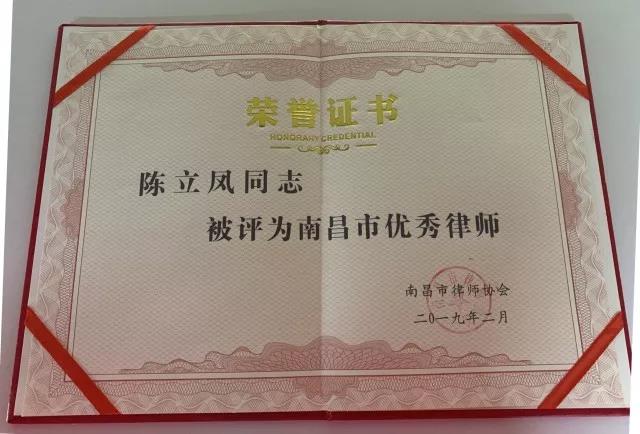 荣誉证书
HONORARY CREDENTIAL
陈立凤同志
被评为南昌市优秀律师
南昌市律师协会
二0一九年二月